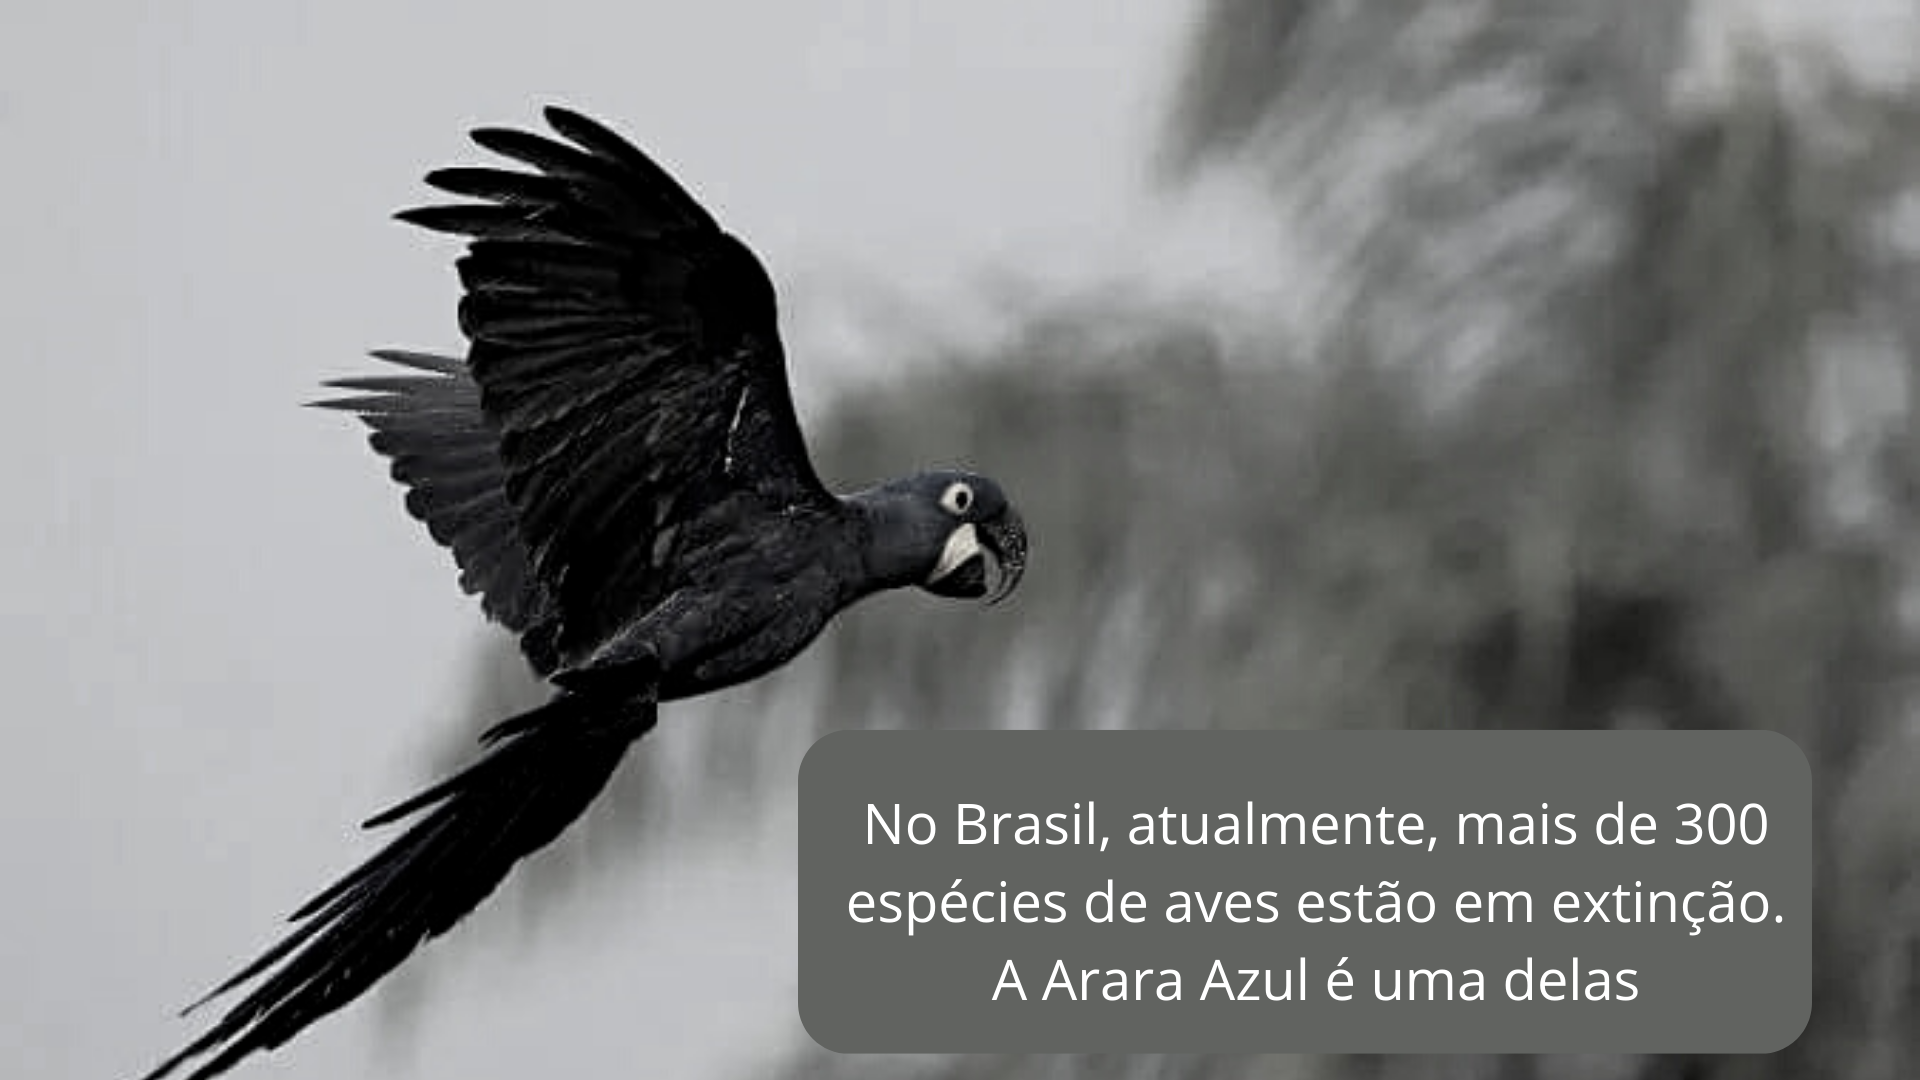 No Brasil, atualmente, mais de 300
espécies de aves estão em extinção.
A Arara Azul é uma delas